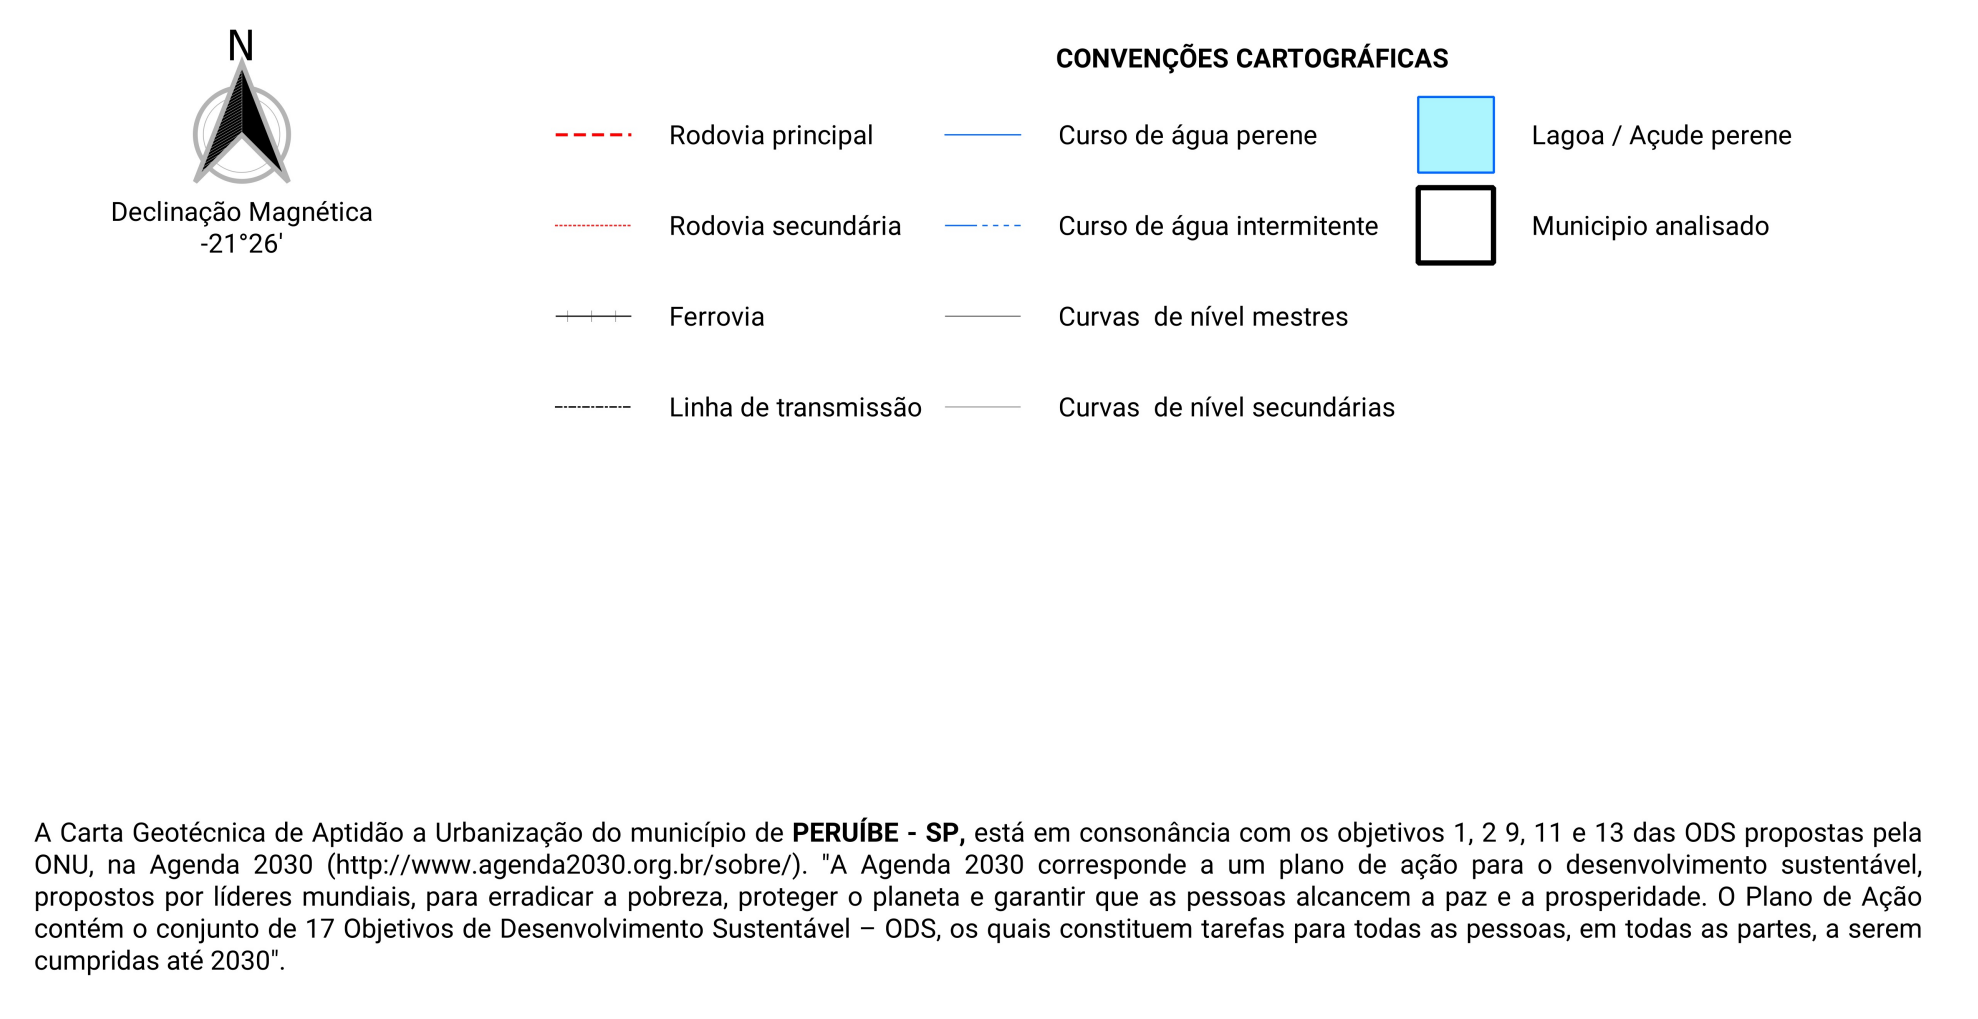 N
Declinação Magnética
-21°26'
CONVENÇÕES CARTOGRÁFICAS
Rodovia principal
Curso de água perene
Lagoa / Açude perene
Rodovia secundária
Curso de água intermitente
Municipio analisado
Ferrovia
Curvas  de nível mestres
Linha de transmissão
Curvas  de nível secundárias
A Carta Geotécnica de Aptidão a Urbanização do município de PERUÍBE - SP, está em consonância com os objetivos 1, 2 9, 11 e 13 das ODS propostas pela
ONU, na Agenda 2030 (http://www.agenda2030.org.br/sobre/). "A Agenda 2030 corresponde a um plano de ação para o desenvolvimento sustentável,
propostos por líderes mundiais, para erradicar a pobreza, proteger o planeta e garantir que as pessoas alcancem a paz e a prosperidade. O Plano de Ação
contém o conjunto de 17 Objetivos de Desenvolvimento Sustentável – ODS, os quais constituem tarefas para todas as pessoas, em todas as partes, a serem
cumpridas até 2030".